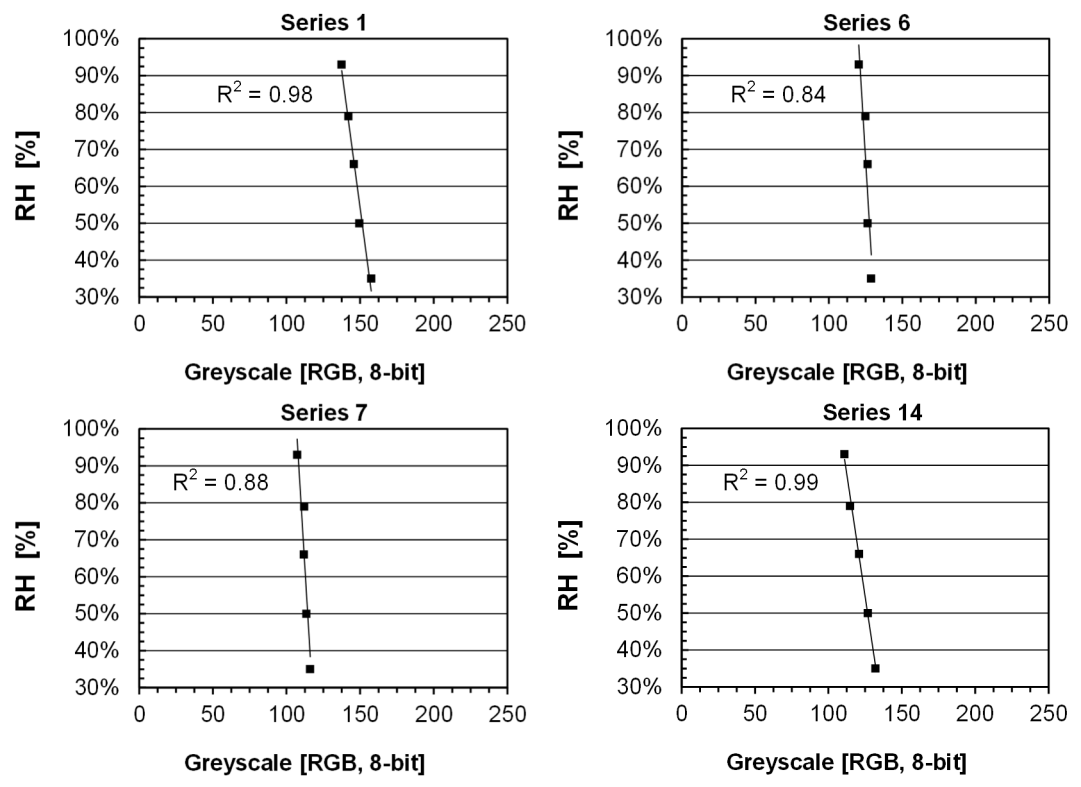 Series 1
100%
90%
80%
70%
60%
50%
40%
30%
RH [%]
R² = 0.98
0 50 100 150 200 250
Greyscale [RGB, 8-bit]
Series 6
100%
90%
80%
70%
60%
50%
40%
30%
RH [%]
R² = 0.84
0 50 100 150 200 250
Greyscale [RGB, 8-bit]
Series 7
100%
90%
80%
70%
60%
50%
40%
30%
RH [%]
R² = 0.88
0 50 100 150 200 250
Greyscale [RGB, 8-bit]
Series 14
100%
90%
80%
70%
60%
50%
40%
30%
RH [%]
R² = 0.99
0 50 100 150 200 250
Greyscale [RGB, 8-bit]